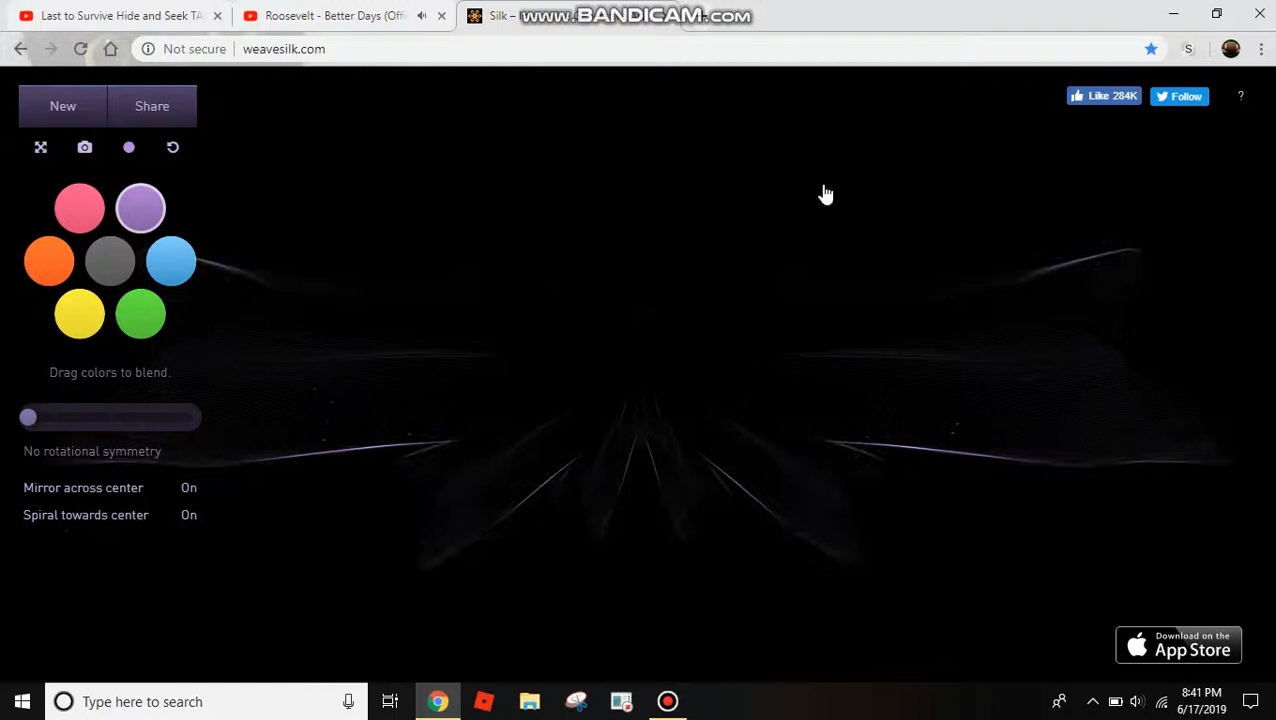 Last to Survive Hide and Seek TA
Roosevelt - Better Days (Offi
Silk –
www.BANDICAM.com
Not secure
weavesilk.com
S
New
Share
Like 284K
Follow
?
Drag colors to blend.
No rotational symmetry
Mirror across center On
Spiral towards center On
Download on the
App Store
Type here to search
8:41 PM
6/17/2019